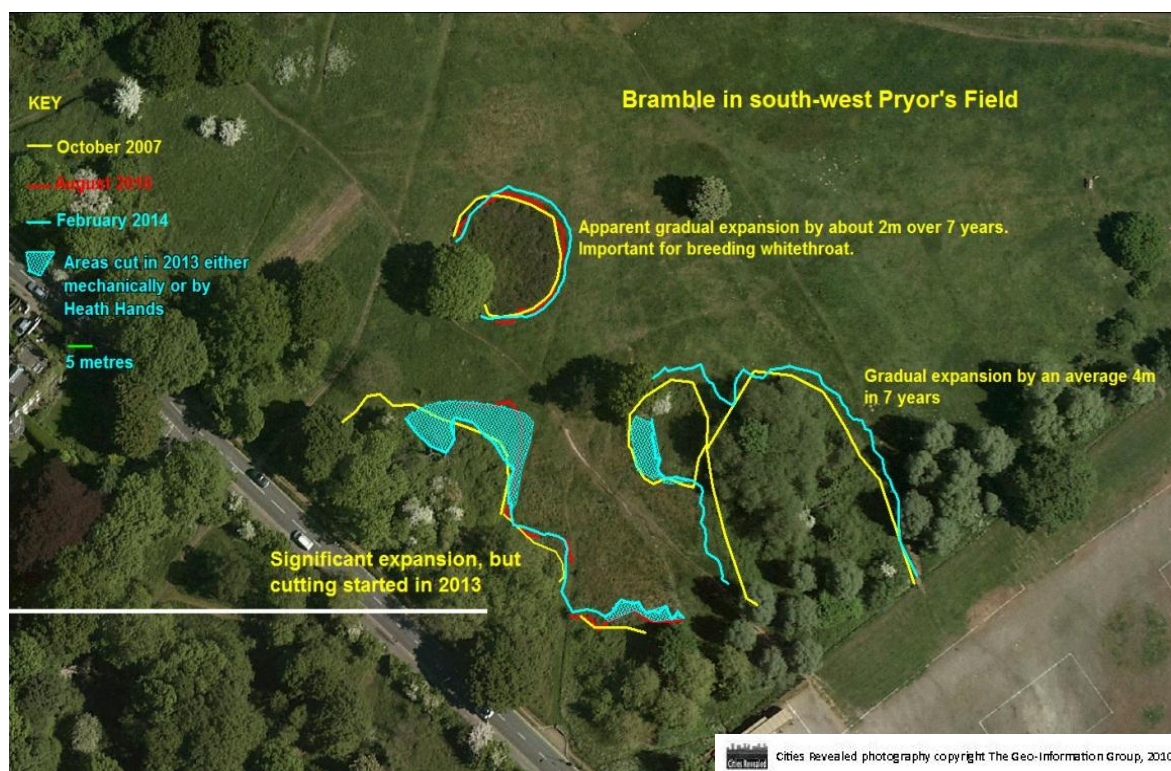 Bramble in south-west Pryor's Field
KEY
October 2007
August 2010
February 2014
Areas cut in 2013 either
mechanically or by
Heath Hands
5 metres
Apparent gradual expansion by about 2m over 7 years.
Important for breeding whitethroat.
Gradual expansion by an average 4m
in 7 years
Significant expansion, but
cutting started in 2013
Cities Revealed
Cities Revealed photography copyright The Geo-Information Group, 2010